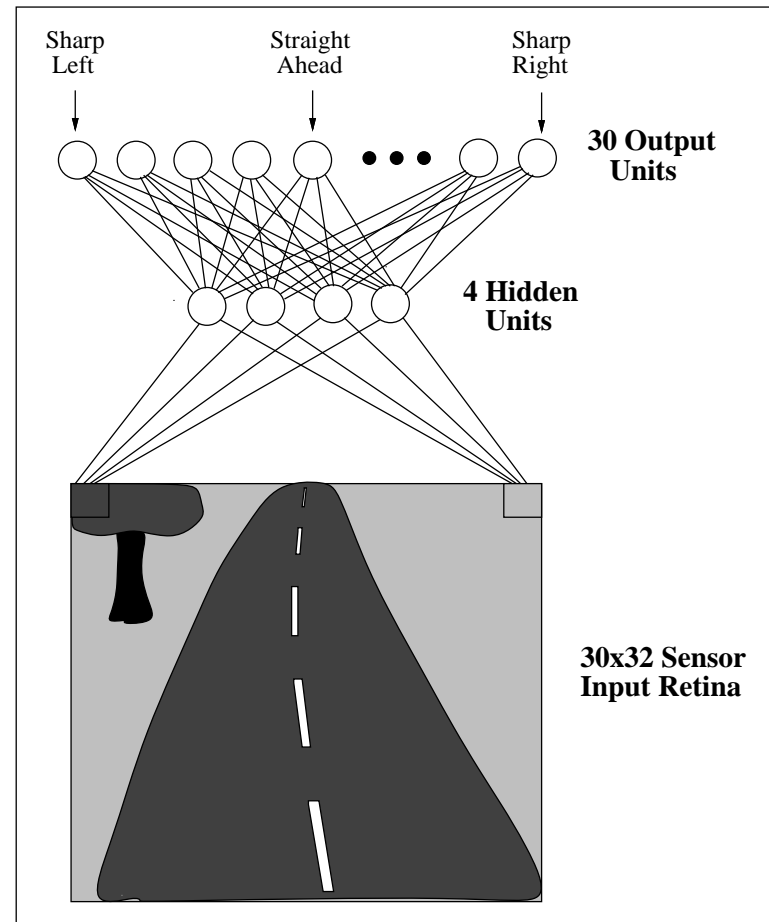 Sharp
Left
Straight
Ahead
Sharp
Right
30 Output
Units
4 Hidden
Units
30x32 Sensor
Input Retina